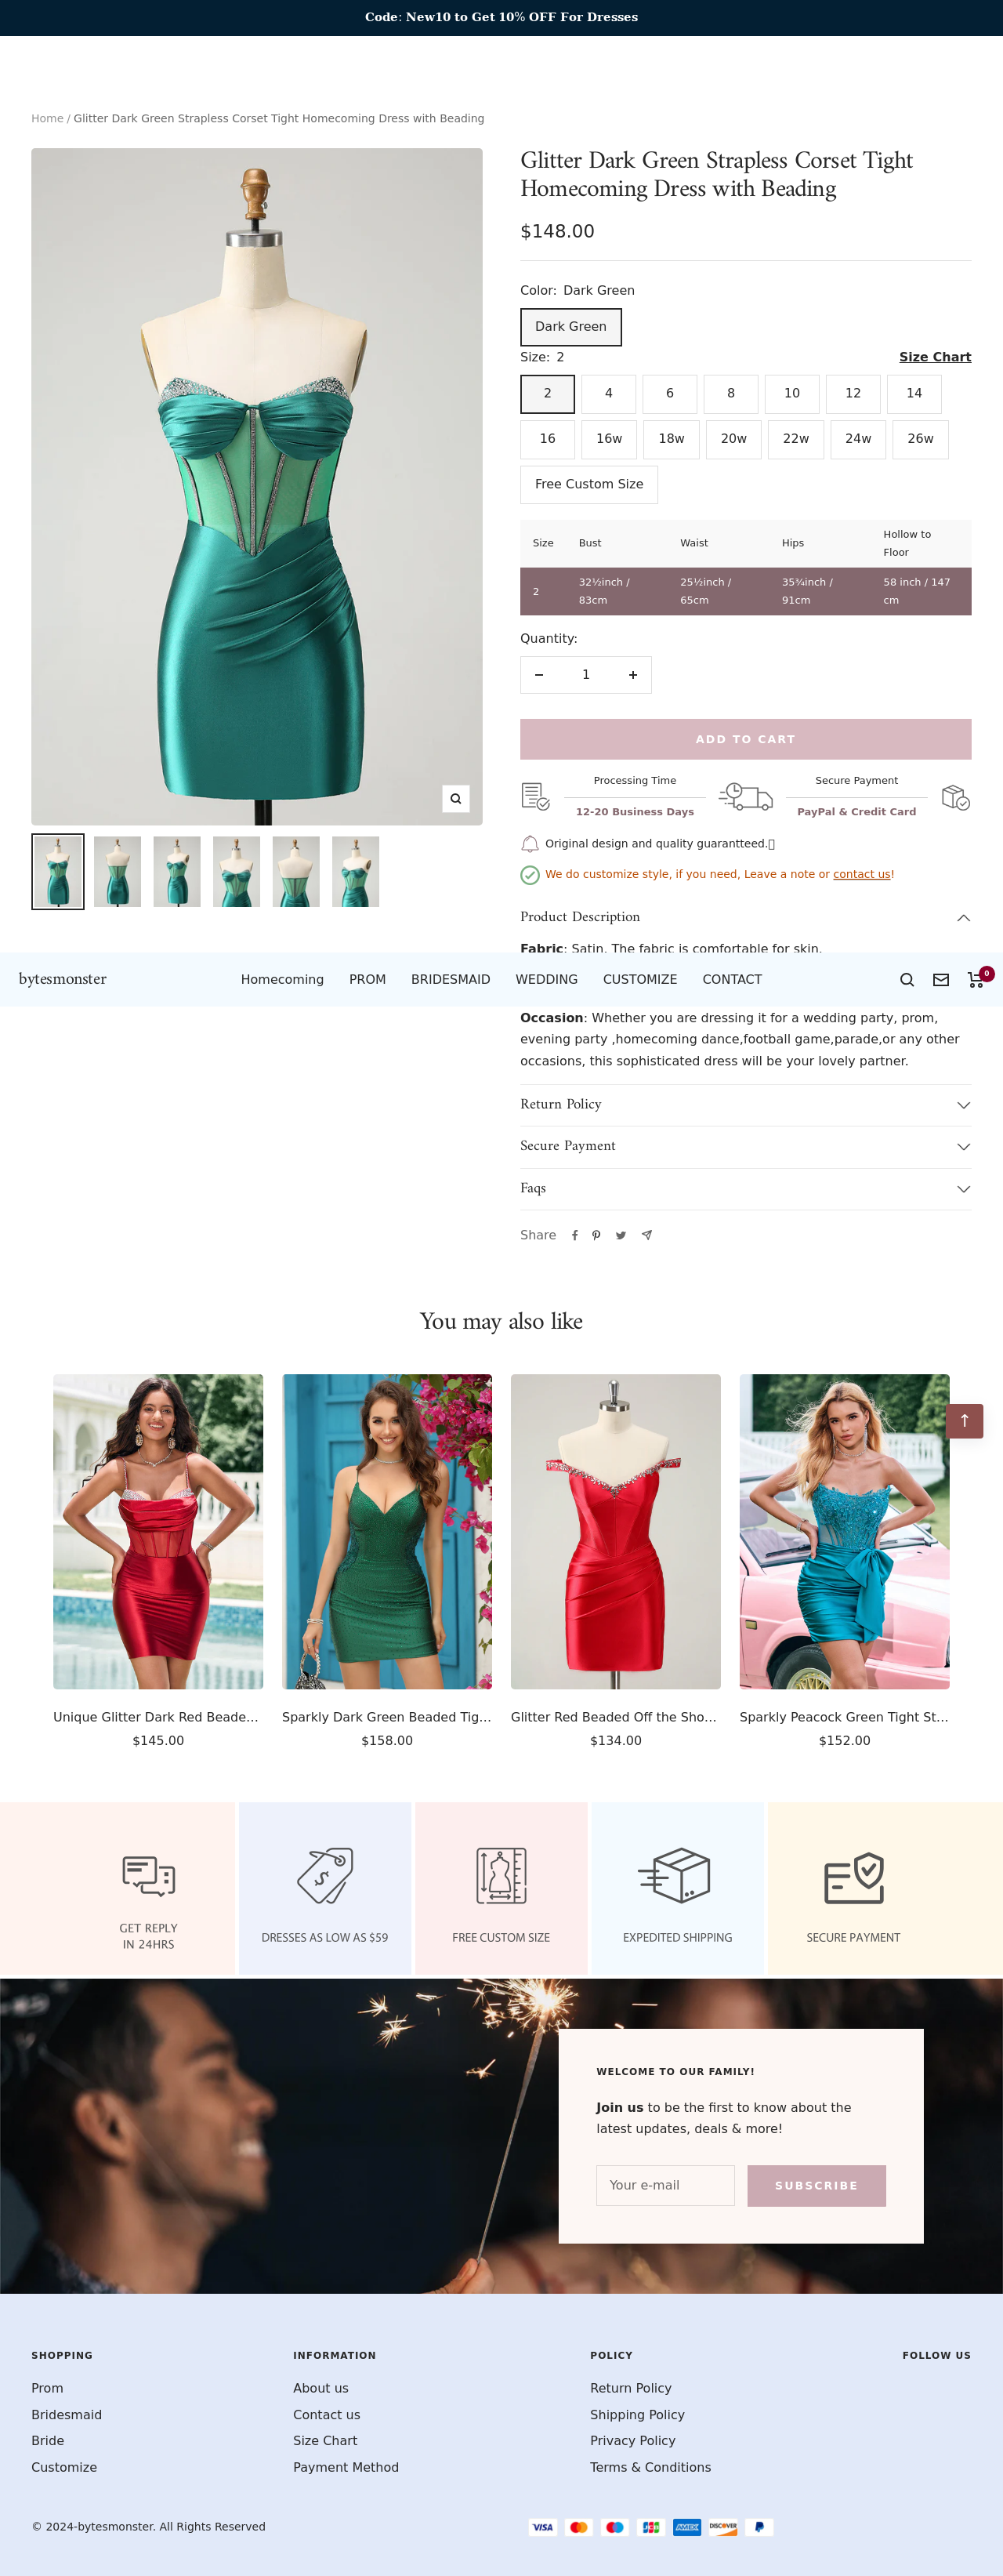 Code: New10 to Get 10% OFF For Dresses
Home / Glitter Dark Green Strapless Corset Tight Homecoming Dress with Beading
Glitter Dark Green Strapless Corset Tight
Homecoming Dress with Beading
$148.00
Color: Dark Green
Dark Green
Size: 2
Size Chart
2 4 6 8 10 12 14
16 16w 18w 20w 22w 24w 26w
Free Custom Size
Size Bust Waist Hips Hollow to
Floor
2 32½inch / 25½inch / 35¾inch / 58 inch / 147
83cm 65cm 91cm cm
Quantity:
1
ADD TO CART
Processing Time
12-20 Business Days
Secure Payment
PayPal & Credit Card
Original design and quality guarantteed.
We do customize style, if you need, Leave a note or contact us!
Product Description
Fabric: Satin. The fabric is comfortable for skin.
bytesmonster
Homecoming PROM BRIDESMAID WEDDING CUSTOMIZE CONTACT
0
Occasion: Whether you are dressing it for a wedding party, prom,
evening party ,homecoming dance,football game,parade,or any other
occasions, this sophisticated dress will be your lovely partner.
Return Policy
Secure Payment
Faqs
Share
You may also like
Unique Glitter Dark Red Beade...
$145.00
Sparkly Dark Green Beaded Tig...
$158.00
Glitter Red Beaded Off the Sho...
$134.00
Sparkly Peacock Green Tight St...
$152.00
GET REPLY
IN 24HRS
DRESSES AS LOW AS $59
FREE CUSTOM SIZE
EXPEDITED SHIPPING
SECURE PAYMENT
WELCOME TO OUR FAMILY!
Join us to be the first to know about the
latest updates, deals & more!
Your e-mail
SUBSCRIBE
SHOPPING
Prom
Bridesmaid
Bride
Customize
INFORMATION
About us
Contact us
Size Chart
Payment Method
POLICY
Return Policy
Shipping Policy
Privacy Policy
Terms & Conditions
FOLLOW US
© 2024-bytesmonster. All Rights Reserved
VISA JCB AMEX DISCOVER